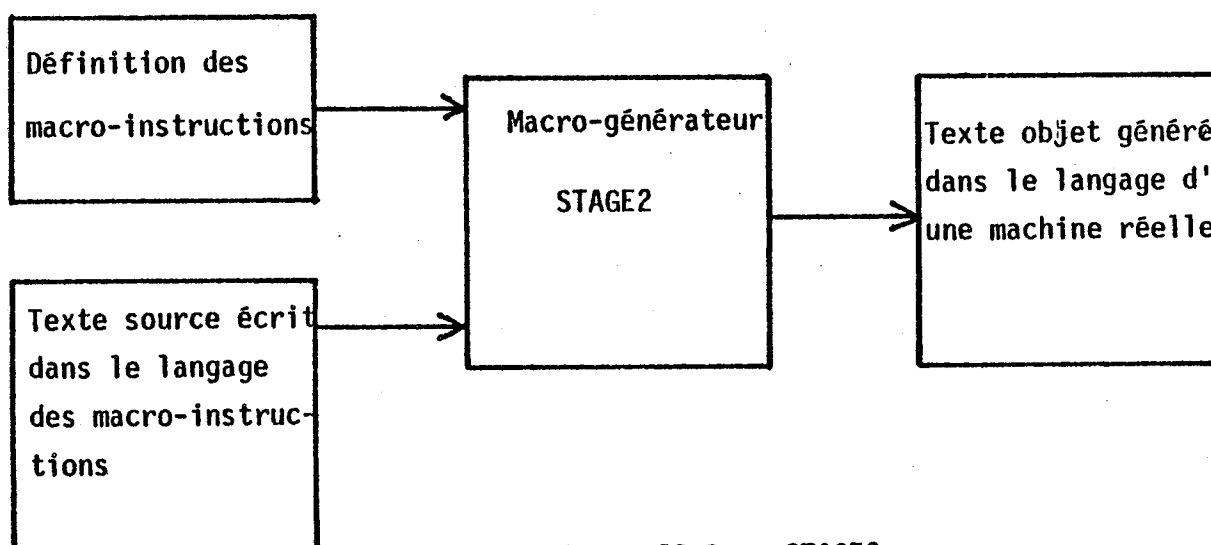 Définition des
macro-instructions
Macro-générateur
STAGE2
Texte objet généré
dans le langage d'
une machine réelle
Texte source écrit
dans le langage
des macro-instruc-
tions